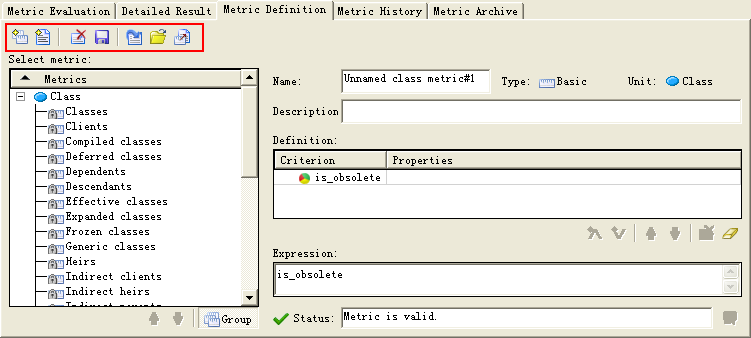 Metric Evaluation Detailed Result Metric Definition Metric History Metric Archive
Select metric:
Metrics
Class
Classes
Clients
Compiled classes
Deferred classes
Dependents
Descendants
Effective classes
Expanded classes
Frozen classes
Generic classes
Heirs
Indirect clients
Indirect heirs
Group
Name: Unnamed class metric#1 Type: Basic Unit: Class
Description
Definition:
Criterion Properties
is_obsolete
Expression:
is_obsolete
Status: Metric is valid.